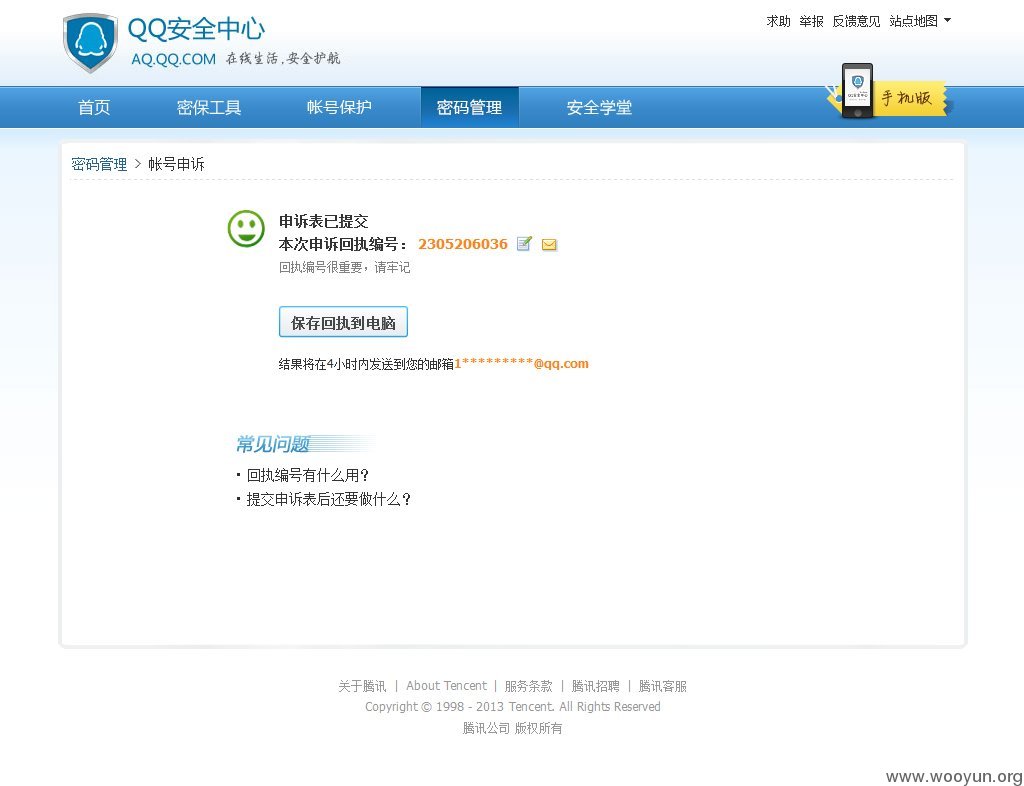 QQ安全中心
AQ.QQ.COM 在线生活,安全护航
求助 举报 反馈意见 站点地图
首页 密保工具 帐号保护 密码管理 安全学堂 手机版
密码管理 > 帐号申诉
申诉表已提交
本次申诉回执编号： 2305206036
回执编号很重要，请牢记
保存回执到电脑
结果将在4小时内发送到您的邮箱1*********@qq.com
常见问题
· 回执编号有什么用?
· 提交申诉表后还要做什么?
关于腾讯 | About Tencent | 服务条款 | 腾讯招聘 | 腾讯客服
Copyright © 1998 - 2013 Tencent. All Rights Reserved
腾讯公司 版权所有
www.wooyun.org